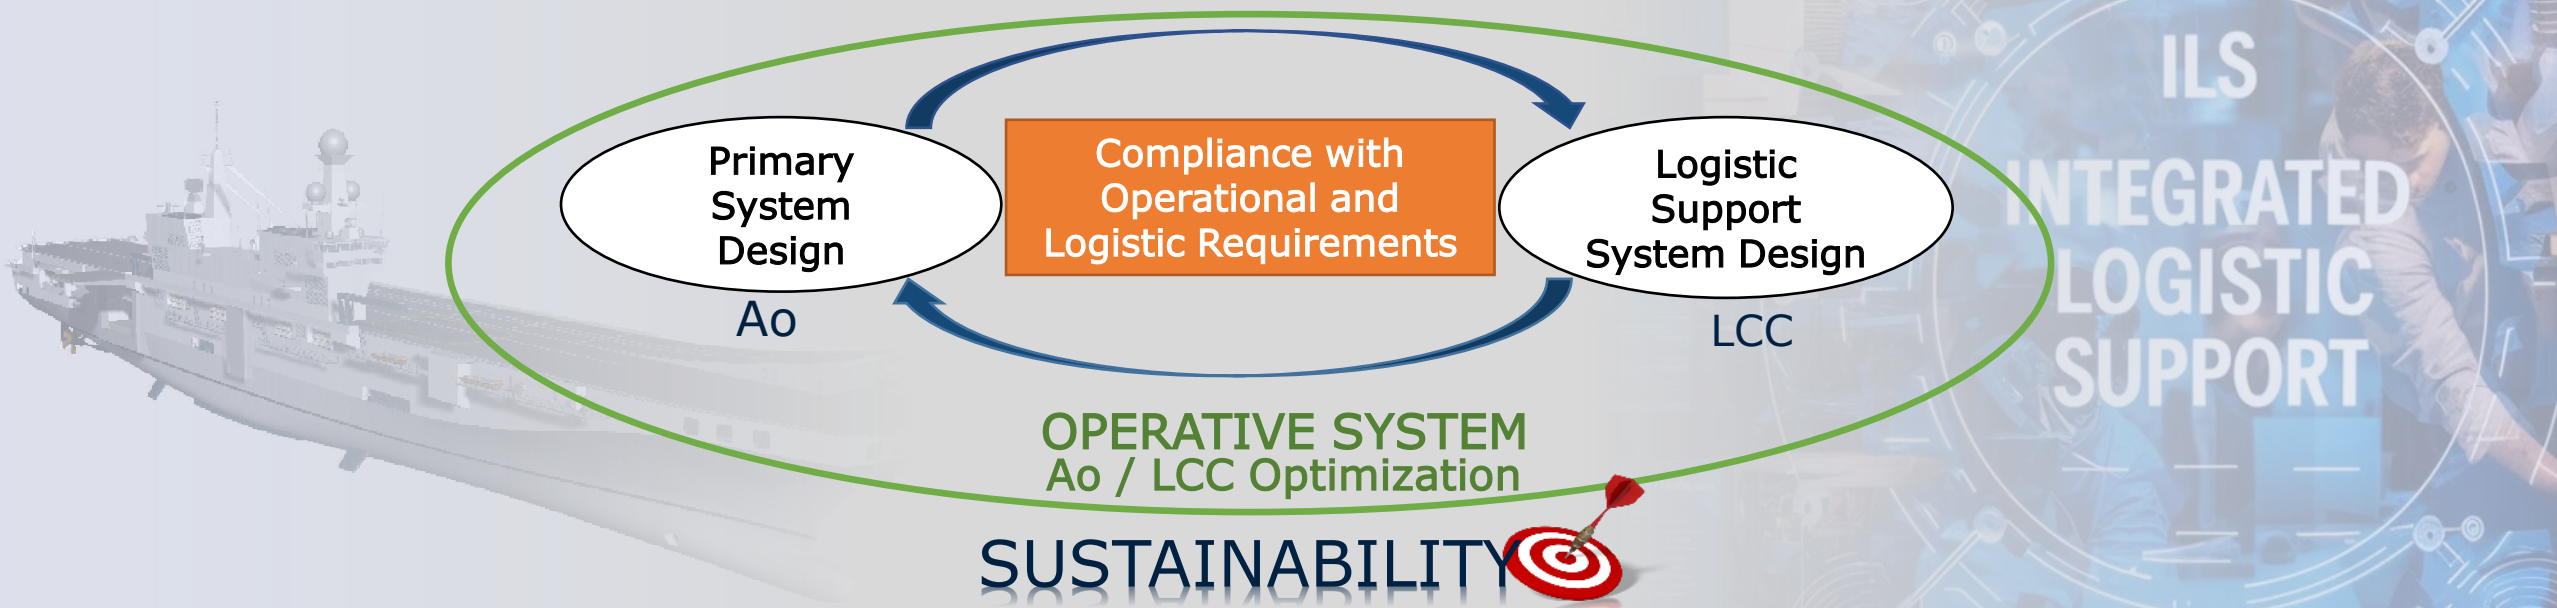 Primary
System
Design
Ao
Compliance with
Operational and
Logistic Requirements
Logistic
Support
System Design
LCC
OPERATIVE SYSTEM
Ao / LCC Optimization
SUSTAINABILITY
ILS
INTEGRATED
LOGISTIC
SUPPORT